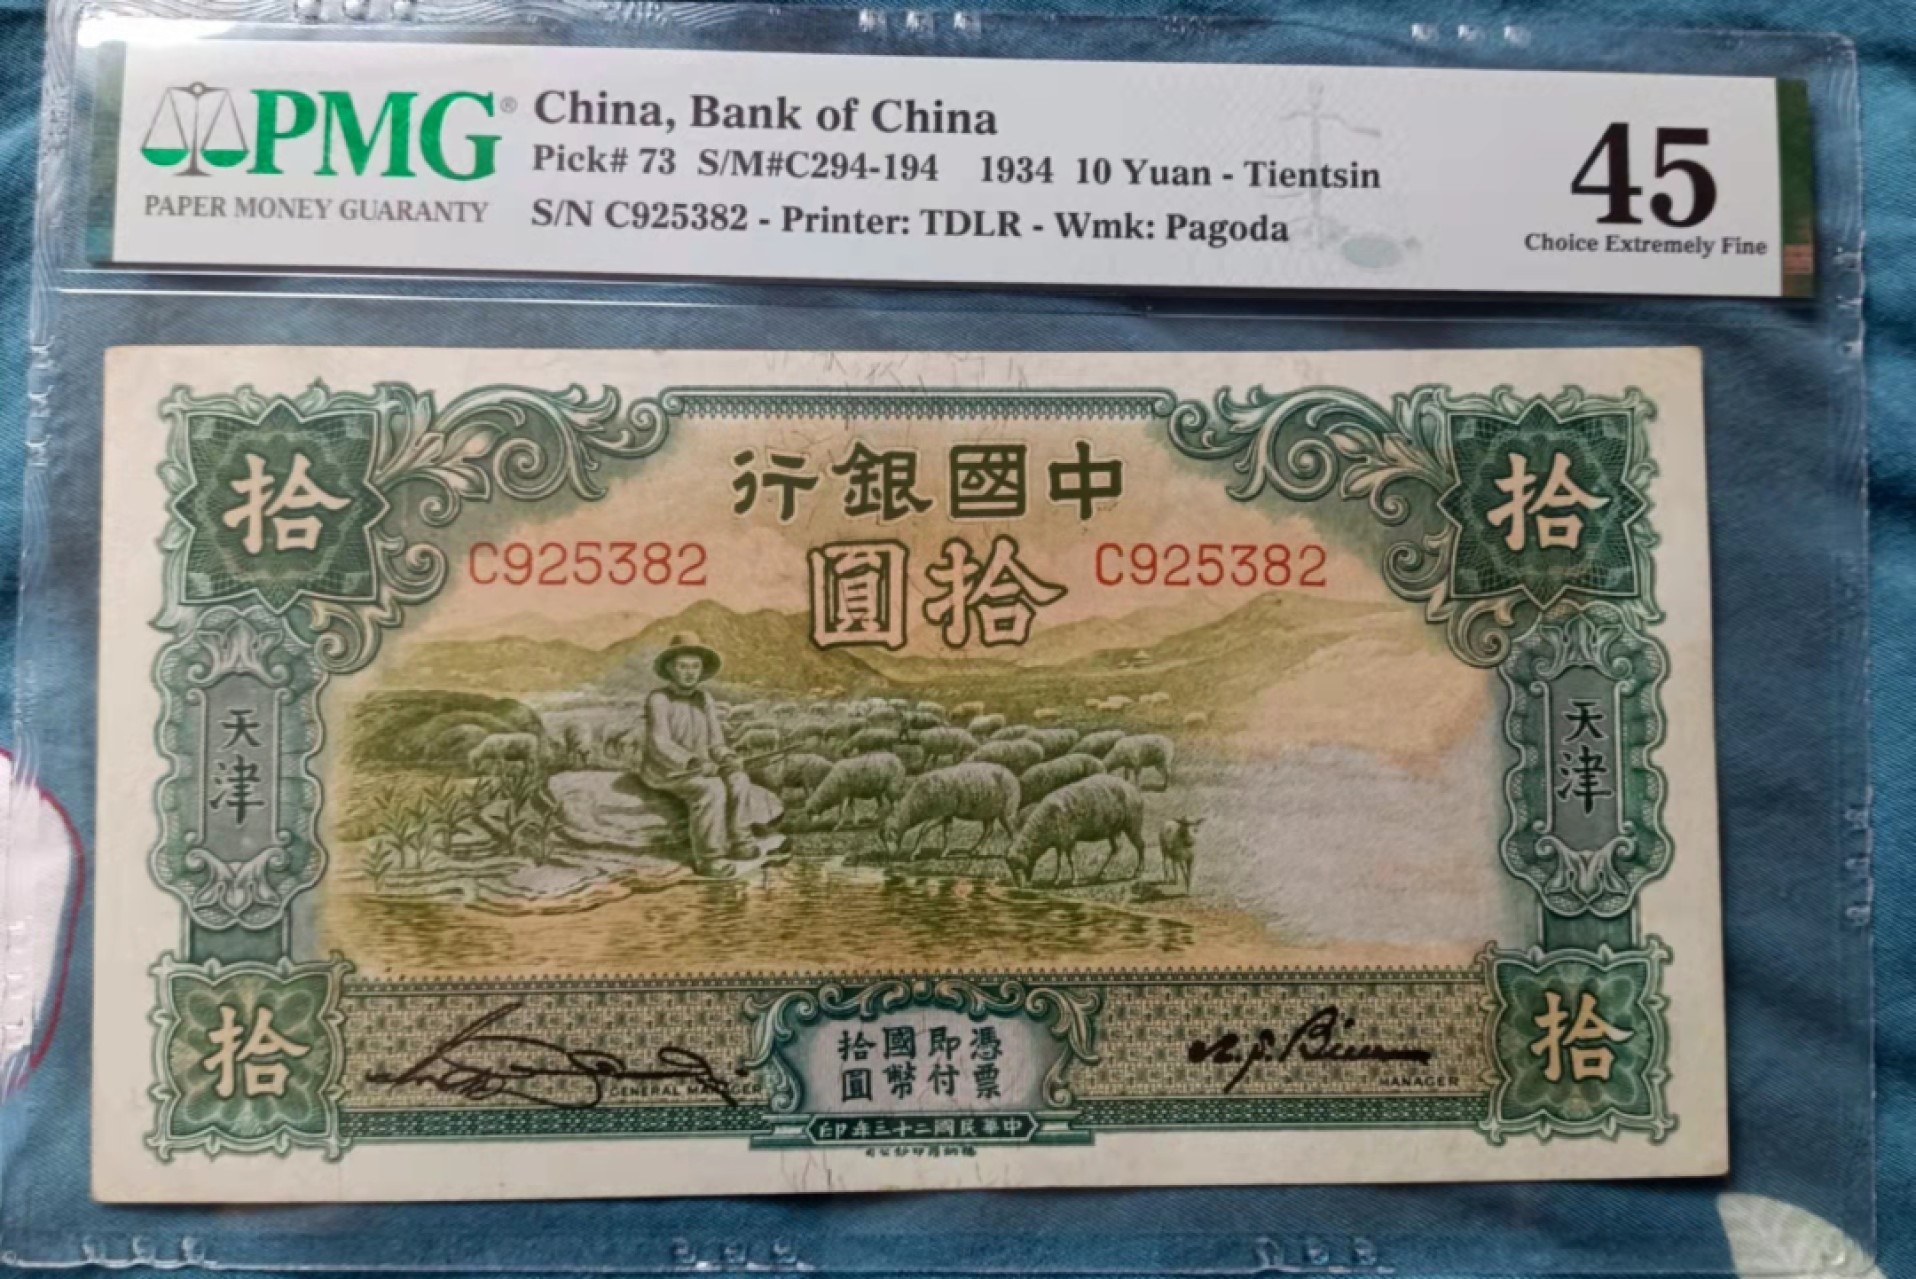 PMG®
PAPER MONEY GUARANTY
China, Bank of China
Pick# 73 S/M#C294-194 1934 10 Yuan - Tientsin
S/N C925382 - Printer: TDLR - Wmk: Pagoda
45
Choice Extremely Fine
拾
中國銀行
拾
C925382
拾圓
C925382
天津
天津
拾
憑票
即付
國幣
拾圓
拾
GENERAL MANAGER
MANAGER
中華民國二十三年印